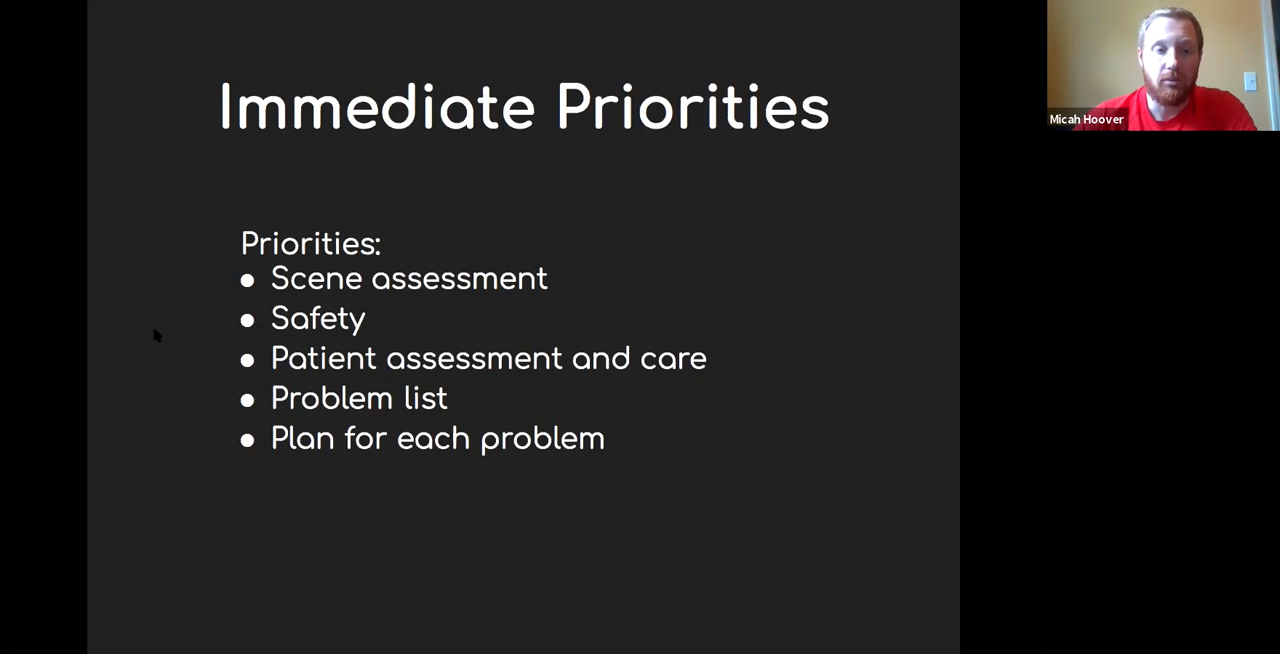 Immediate Priorities
Priorities:
● Scene assessment
● Safety
● Patient assessment and care
● Problem list
● Plan for each problem
Micah Hoover